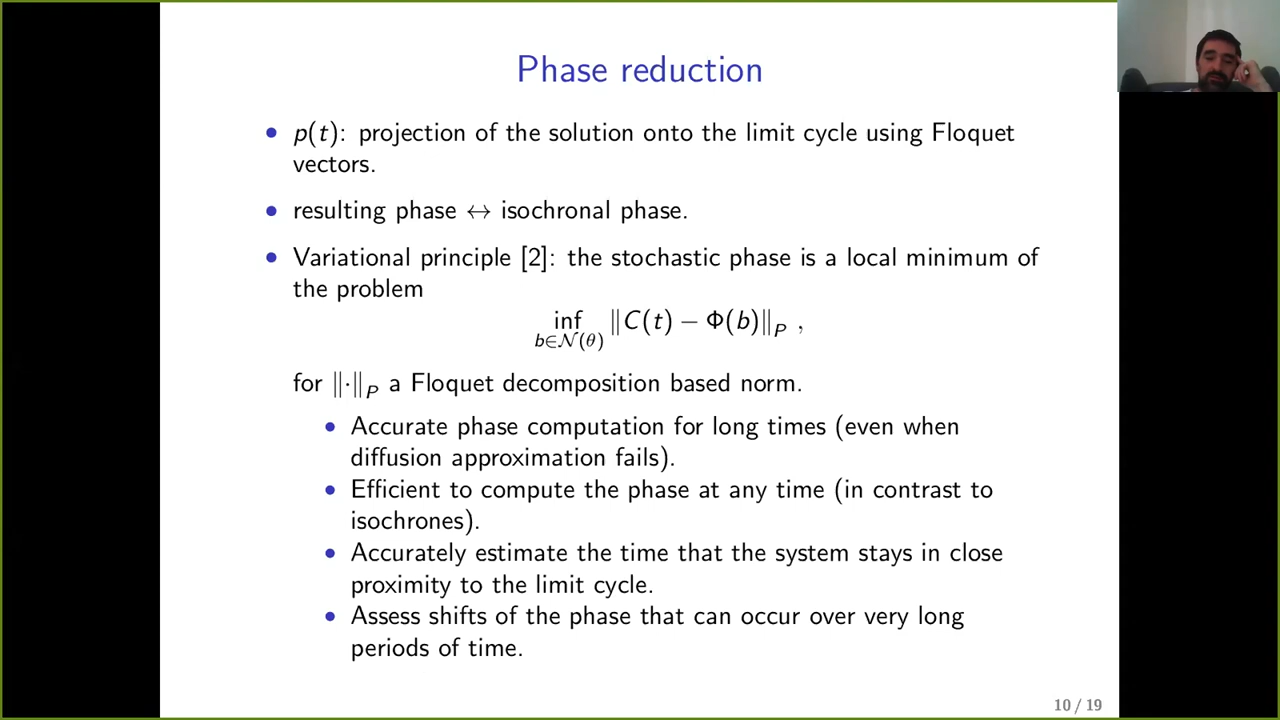 Phase reduction
• p(t): projection of the solution onto the limit cycle using Floquet
vectors.
• resulting phase ↔ isochronal phase.
• Variational principle [2]: the stochastic phase is a local minimum of
the problem
inf ‖C(t) − Φ(b)‖_P ,
b∈𝒩(θ)
for ‖·‖_P a Floquet decomposition based norm.
• Accurate phase computation for long times (even when
diffusion approximation fails).
• Efficient to compute the phase at any time (in contrast to
isochrones).
• Accurately estimate the time that the system stays in close
proximity to the limit cycle.
• Assess shifts of the phase that can occur over very long
periods of time.
10 / 19